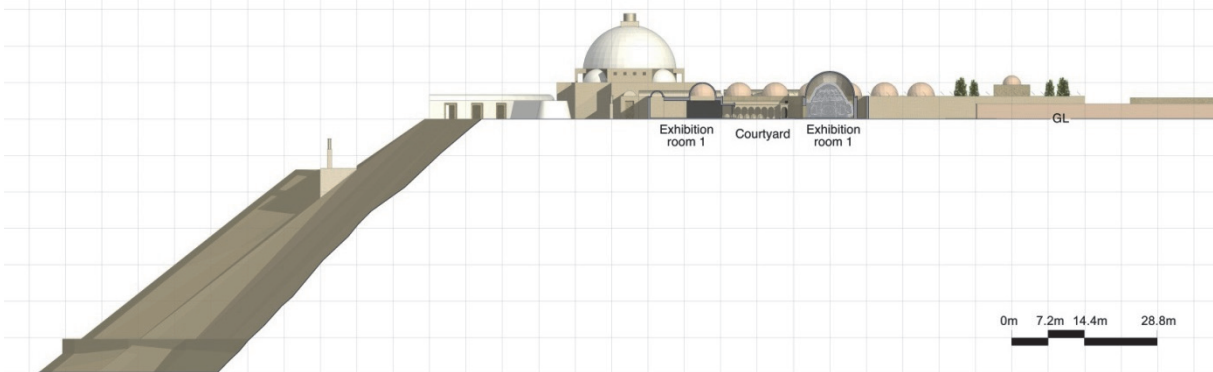 GL
Exhibition
room 1
Courtyard
Exhibition
room 1
0m 7.2m 14.4m 28.8m